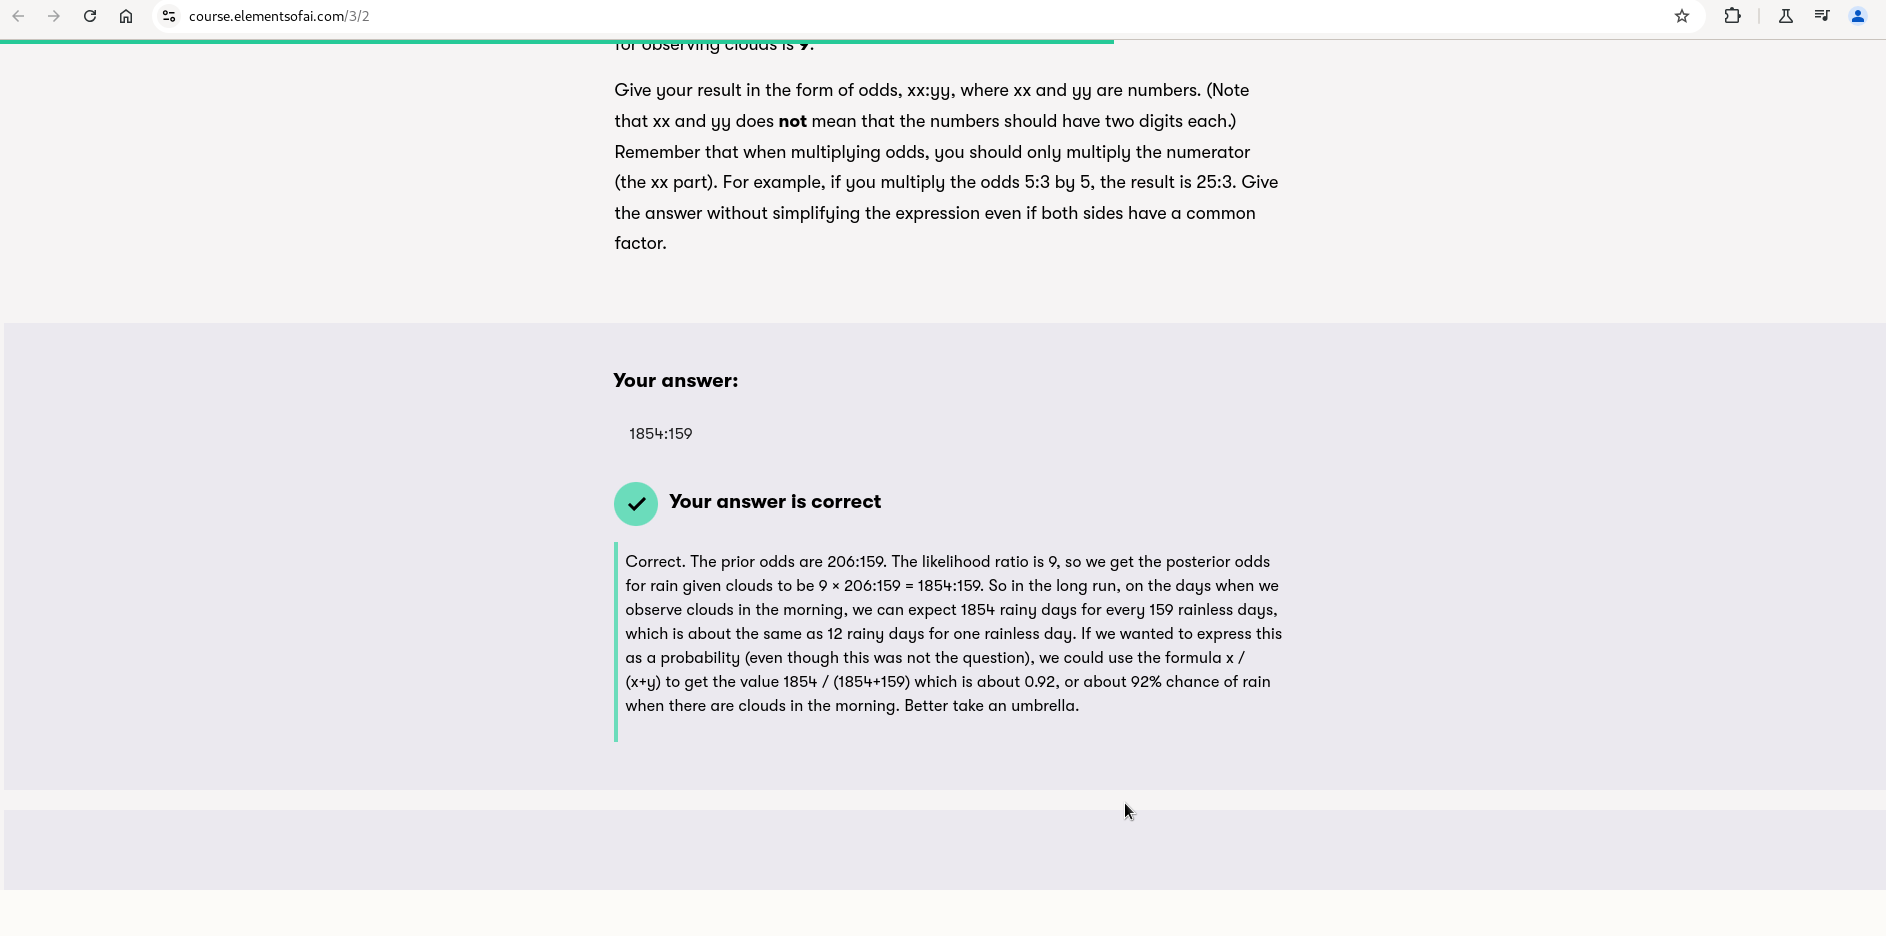 course.elementsofai.com/3/2
for observing clouds is 9.
Give your result in the form of odds, xx:yy, where xx and yy are numbers. (Note
that xx and yy does not mean that the numbers should have two digits each.)
Remember that when multiplying odds, you should only multiply the numerator
(the xx part). For example, if you multiply the odds 5:3 by 5, the result is 25:3. Give
the answer without simplifying the expression even if both sides have a common
factor.
Your answer:
1854:159
Your answer is correct
Correct. The prior odds are 206:159. The likelihood ratio is 9, so we get the posterior odds
for rain given clouds to be 9 × 206:159 = 1854:159. So in the long run, on the days when we
observe clouds in the morning, we can expect 1854 rainy days for every 159 rainless days,
which is about the same as 12 rainy days for one rainless day. If we wanted to express this
as a probability (even though this was not the question), we could use the formula x /
(x+y) to get the value 1854 / (1854+159) which is about 0.92, or about 92% chance of rain
when there are clouds in the morning. Better take an umbrella.